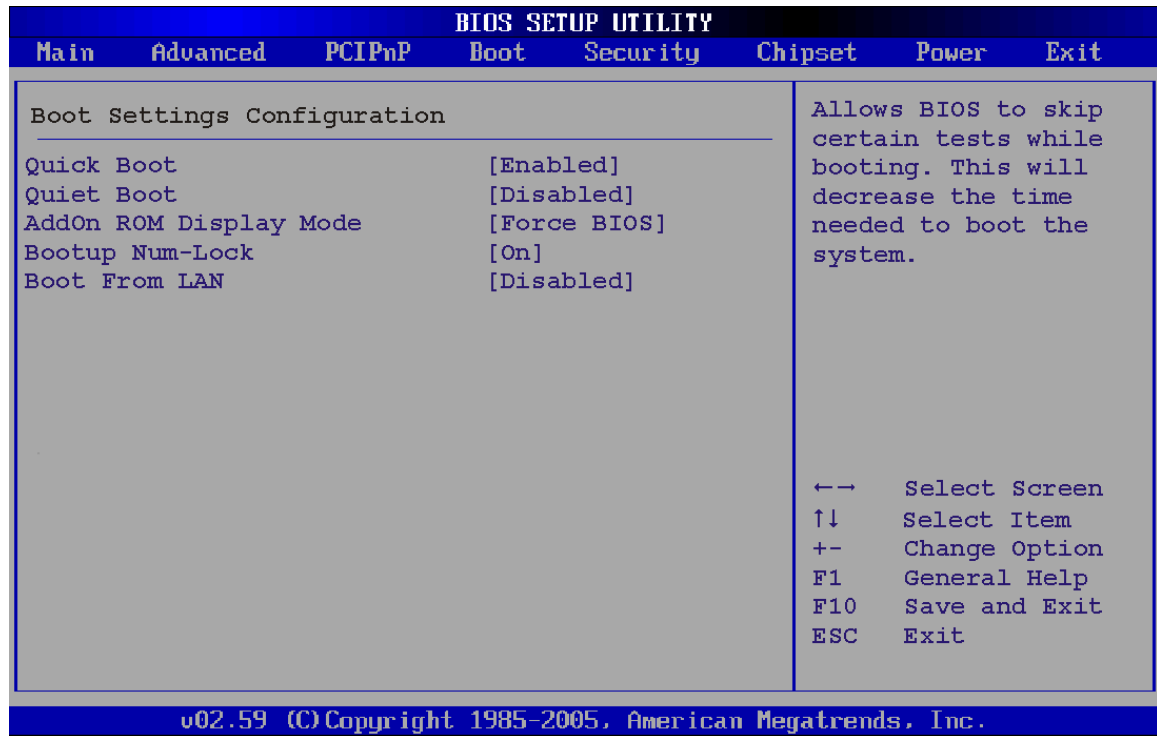 BIOS SETUP UTILITY
Main Advanced PCIPnP Boot Security Chipset Power Exit
Boot Settings Configuration
Quick Boot [Enabled]
Quiet Boot [Disabled]
AddOn ROM Display Mode [Force BIOS]
Bootup Num-Lock [On]
Boot From LAN [Disabled]
Allows BIOS to skip
certain tests while
booting. This will
decrease the time
needed to boot the
system.
←→ Select Screen
↑↓ Select Item
+- Change Option
F1 General Help
F10 Save and Exit
ESC Exit
v02.59 (C)Copyright 1985-2005, American Megatrends, Inc.